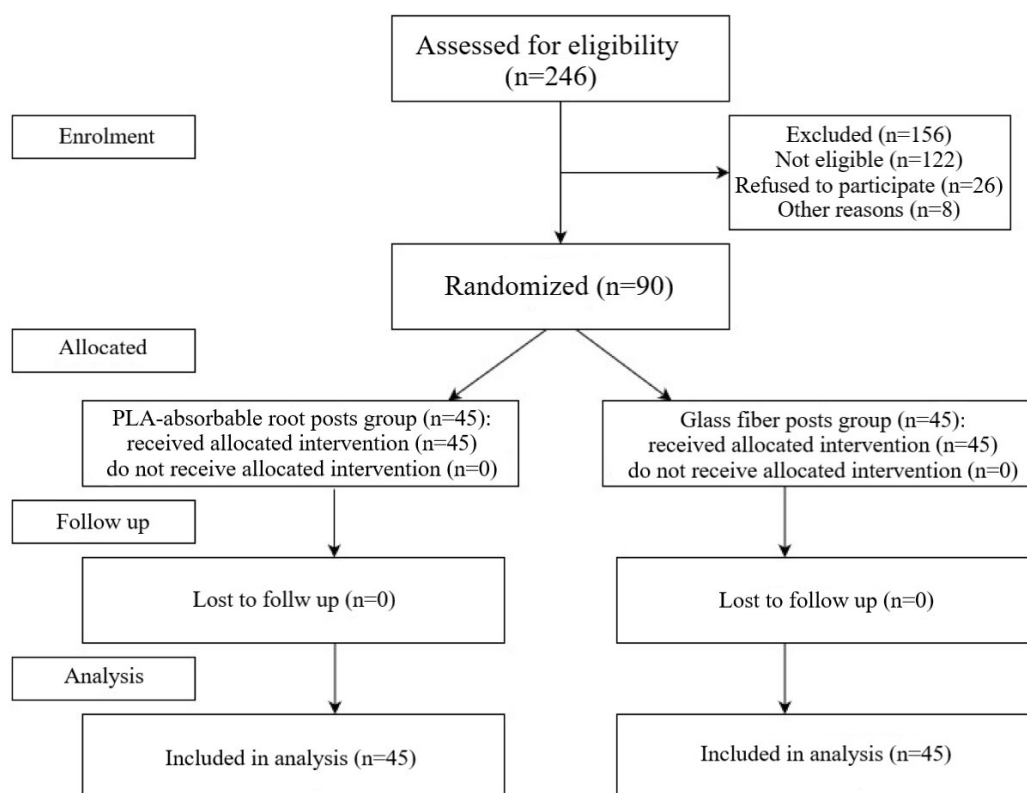 Assessed for eligibility
(n=246)
Enrolment
Excluded (n=156)
Not eligible (n=122)
Refused to participate (n=26)
Other reasons (n=8)
Randomized (n=90)
Allocated
PLA-absorbable root posts group (n=45):
received allocated intervention (n=45)
do not receive allocated intervention (n=0)
Glass fiber posts group (n=45):
received allocated intervention (n=45)
do not receive allocated intervention (n=0)
Follow up
Lost to follw up (n=0)
Lost to follow up (n=0)
Analysis
Included in analysis (n=45)
Included in analysis (n=45)